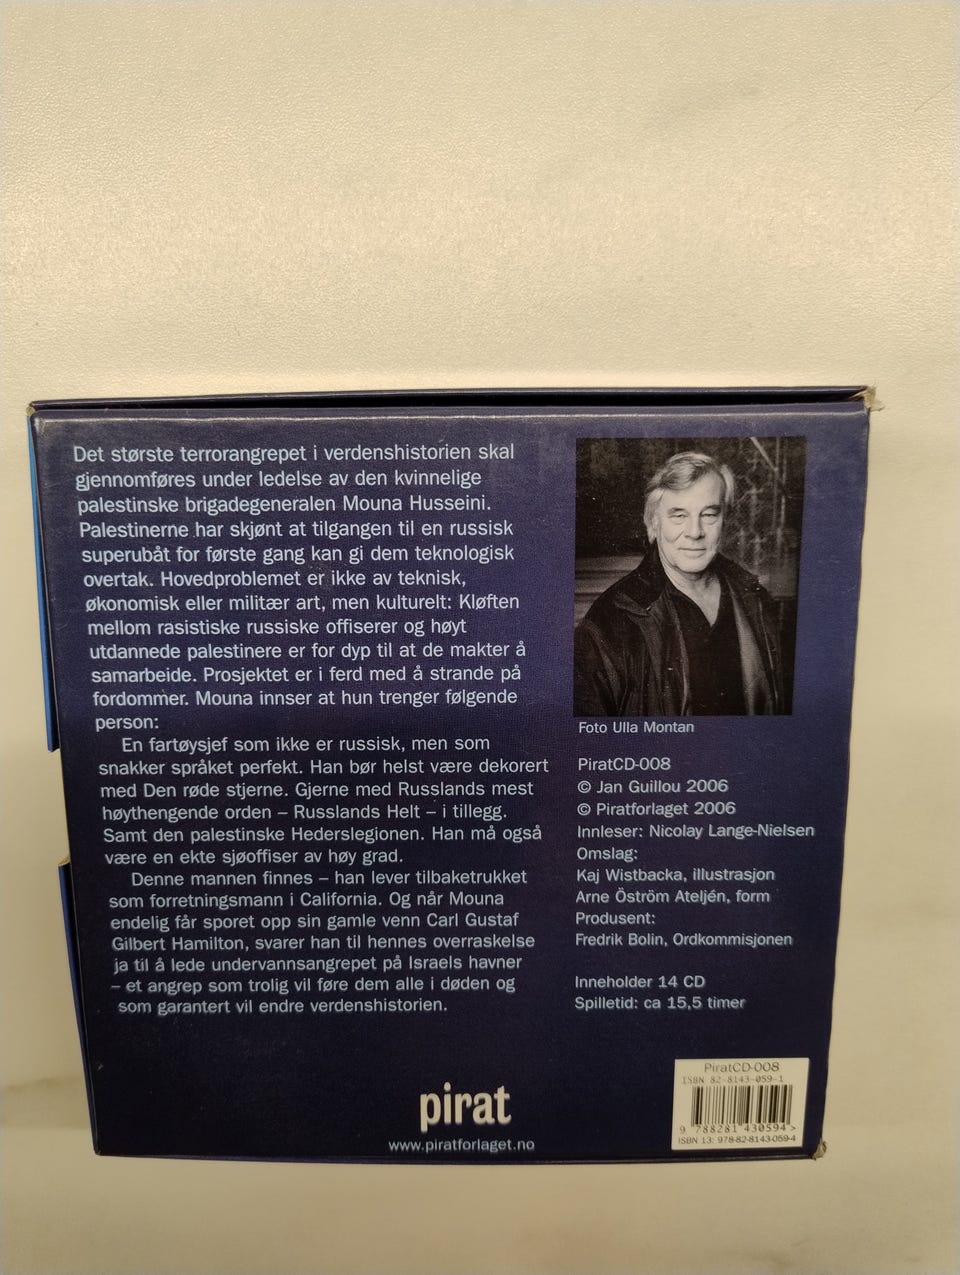 Det største terrorangrepet i verdenshistorien skal
gjennomføres under ledelse av den kvinnelige
palestinske brigadegeneralen Mouna Husseini.
Palestinerne har skjønt at tilgangen til en russisk
superubåt for første gang kan gi dem teknologisk
overtak. Hovedproblemet er ikke av teknisk,
økonomisk eller militær art, men kulturelt: Kløften
mellom rasistiske russiske offiserer og høyt
utdannede palestinere er for dyp til at de makter å
samarbeide. Prosjektet er i ferd med å strande på
fordommer. Mouna innser at hun trenger følgende
person:
En fartøysjef som ikke er russisk, men som
snakker språket perfekt. Han bør helst være dekorert
med Den røde stjerne. Gjerne med Russlands mest
høythengende orden – Russlands Helt – i tillegg.
Samt den palestinske Hederslegionen. Han må også
være en ekte sjøoffiser av høy grad.
Denne mannen finnes – han lever tilbaketrukket
som forretningsmann i California. Og når Mouna
endelig får sporet opp sin gamle venn Carl Gustaf
Gilbert Hamilton, svarer han til hennes overraskelse
ja til å lede undervannsangrepet på Israels havner
– et angrep som trolig vil føre dem alle i døden og
som garantert vil endre verdenshistorien.
Foto Ulla Montan
PiratCD-008
© Jan Guillou 2006
© Piratforlaget 2006
Innleser: Nicolay Lange-Nielsen
Omslag:
Kaj Wistbacka, illustrasjon
Arne Öström Ateljén, form
Produsent:
Fredrik Bolin, Ordkommisjonen
Inneholder 14 CD
Spilletid: ca 15,5 timer
pirat
www.piratforlaget.no
PiratCD-008
ISBN 82-8143-059-1
9 788281 430594 >
ISBN 13: 978-82-8143-059-4